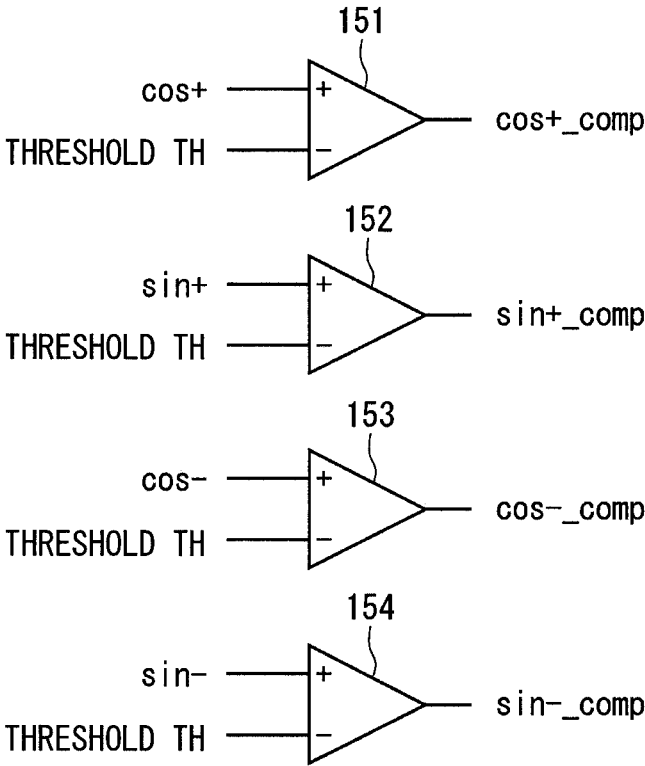 151
cos+ + cos+_comp
THRESHOLD TH −
152
sin+ + sin+_comp
THRESHOLD TH −
153
cos− + cos−_comp
THRESHOLD TH −
154
sin− + sin−_comp
THRESHOLD TH −